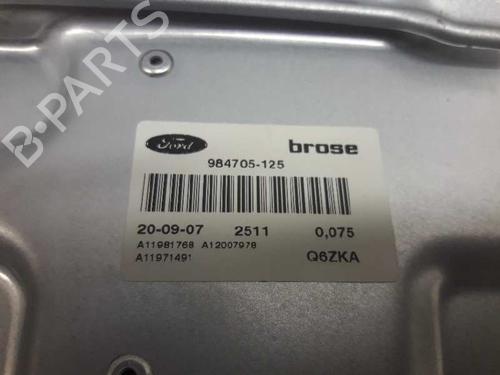 B-PARTS
Ford brose
984705-125
20-09-07 2511 0,075
A11981768 A12007978
A11971491 Q6ZKA